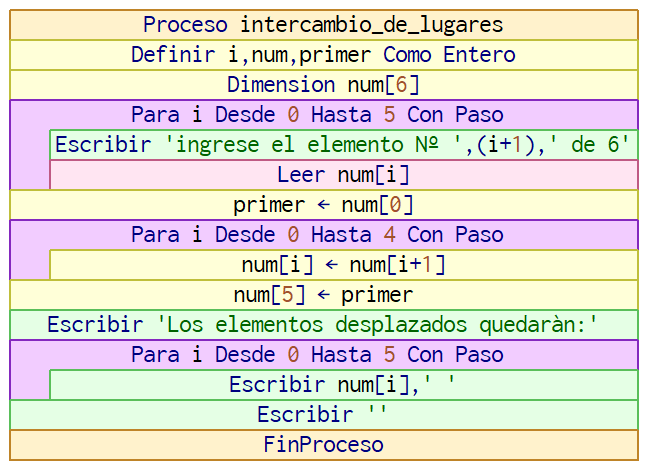 Proceso intercambio_de_lugares
Definir i,num,primer Como Entero
Dimension num[6]
Para i Desde 0 Hasta 5 Con Paso
Escribir 'ingrese el elemento Nº ',(i+1),' de 6'
Leer num[i]
primer ← num[0]
Para i Desde 0 Hasta 4 Con Paso
num[i] ← num[i+1]
num[5] ← primer
Escribir 'Los elementos desplazados quedaràn:'
Para i Desde 0 Hasta 5 Con Paso
Escribir num[i],' '
Escribir ''
FinProceso